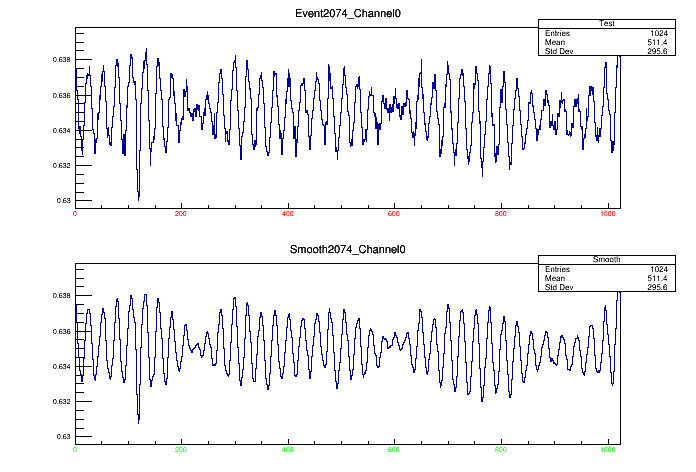 Event2074_Channel0
Test
Entries 1024
Mean 511.4
Std Dev 295.6
0.638
0.636
0.634
0.632
0.63
0 200 400 600 800 1000
Smooth2074_Channel0
Smooth
Entries 1024
Mean 511.4
Std Dev 295.6
0.638
0.636
0.634
0.632
0.63
0 200 400 600 800 1000